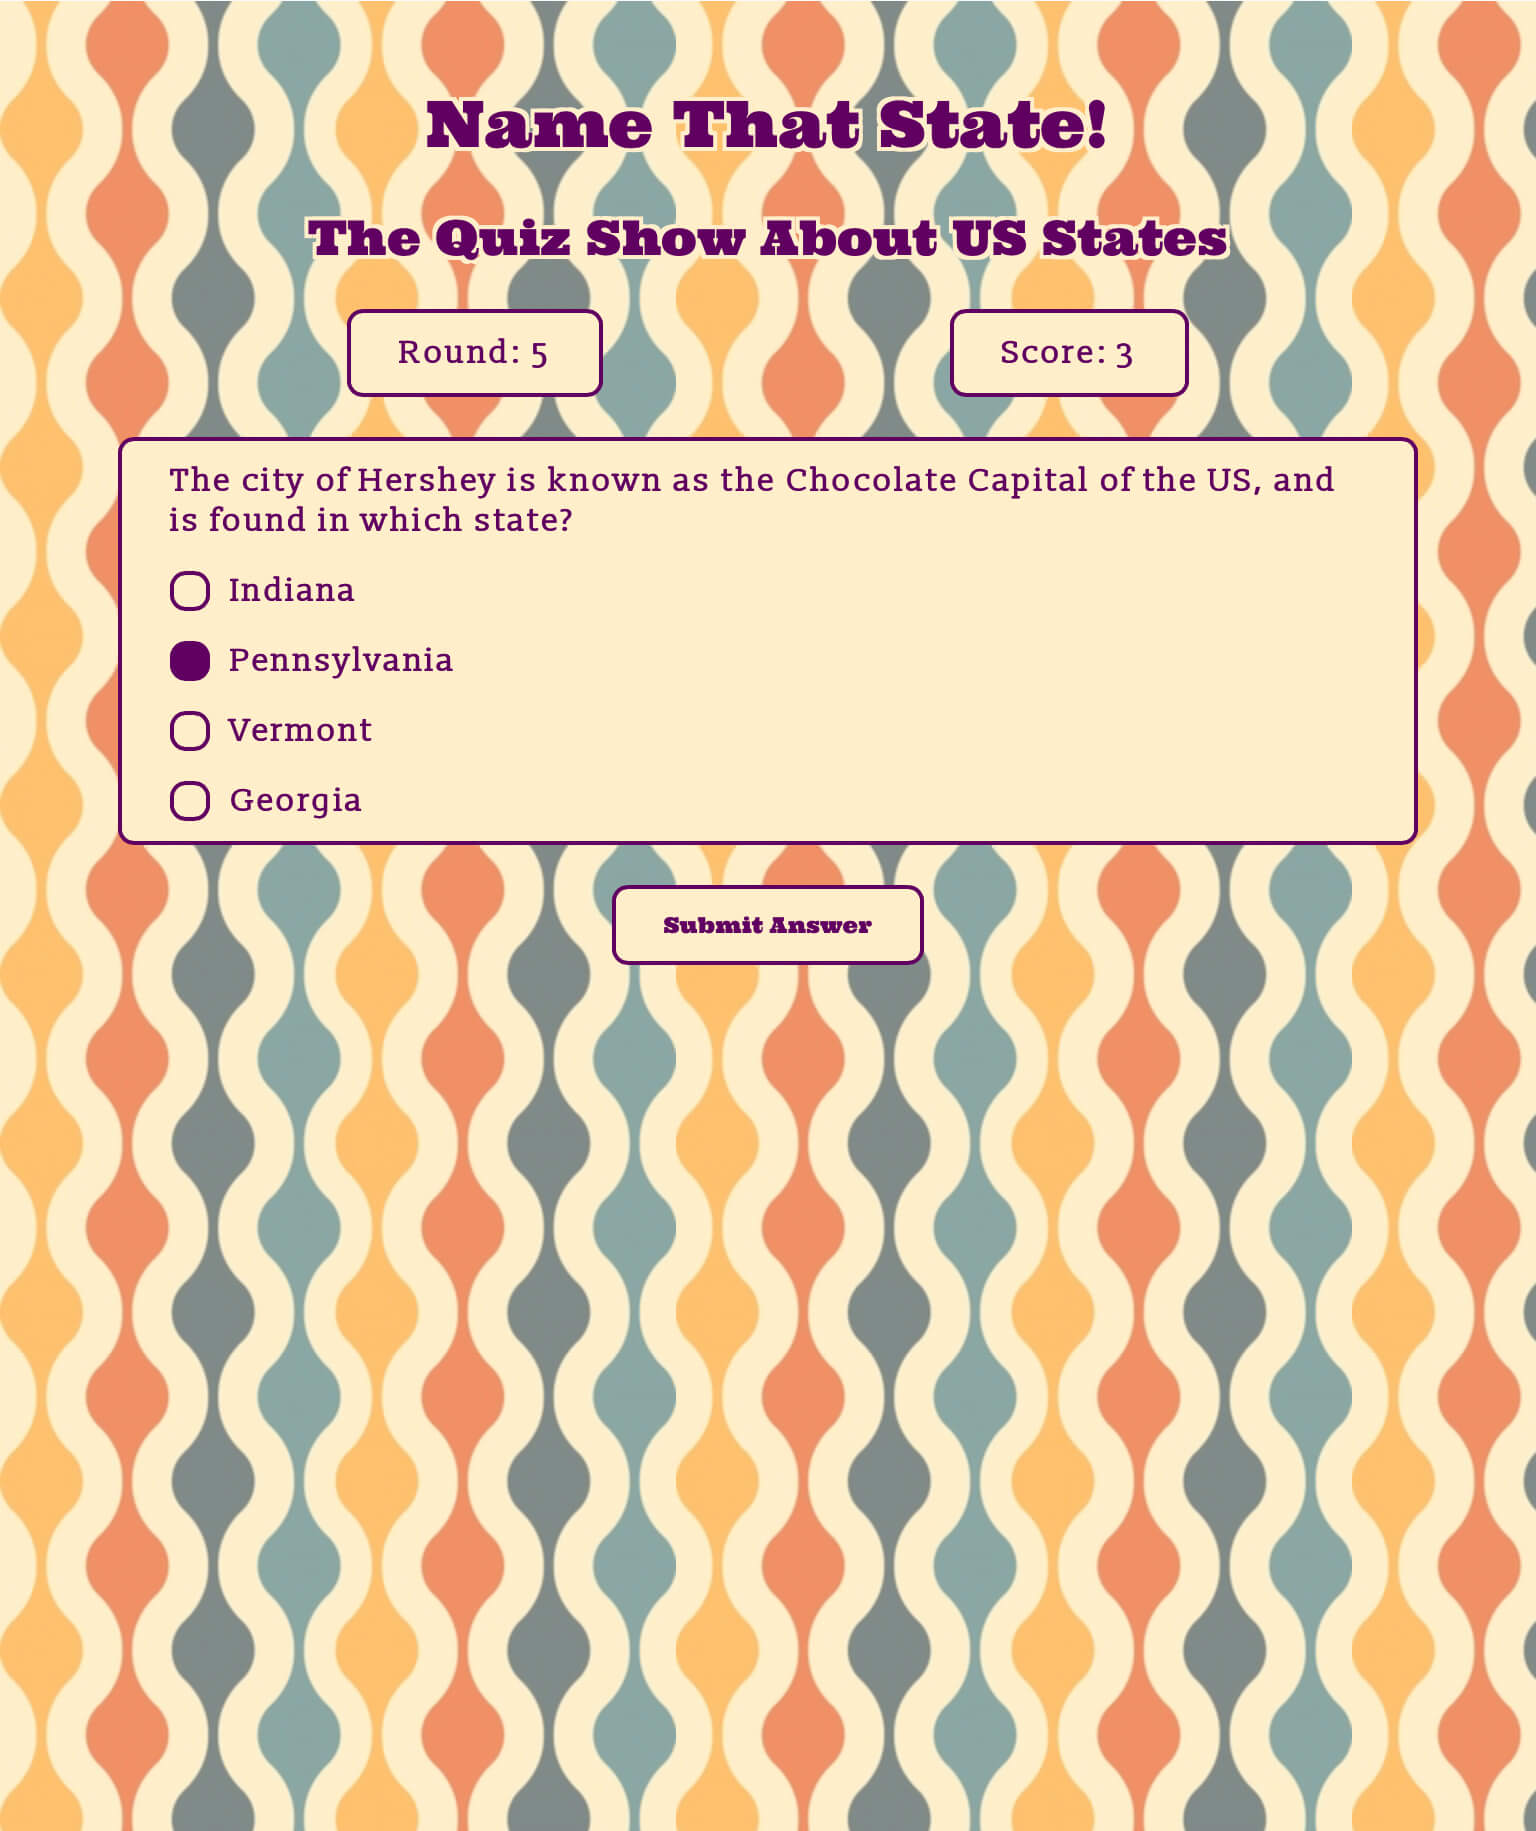 Name That State!
The Quiz Show About US States
Round: 5
Score: 3
The city of Hershey is known as the Chocolate Capital of the US, and
is found in which state?
Indiana
Pennsylvania
Vermont
Georgia
Submit Answer